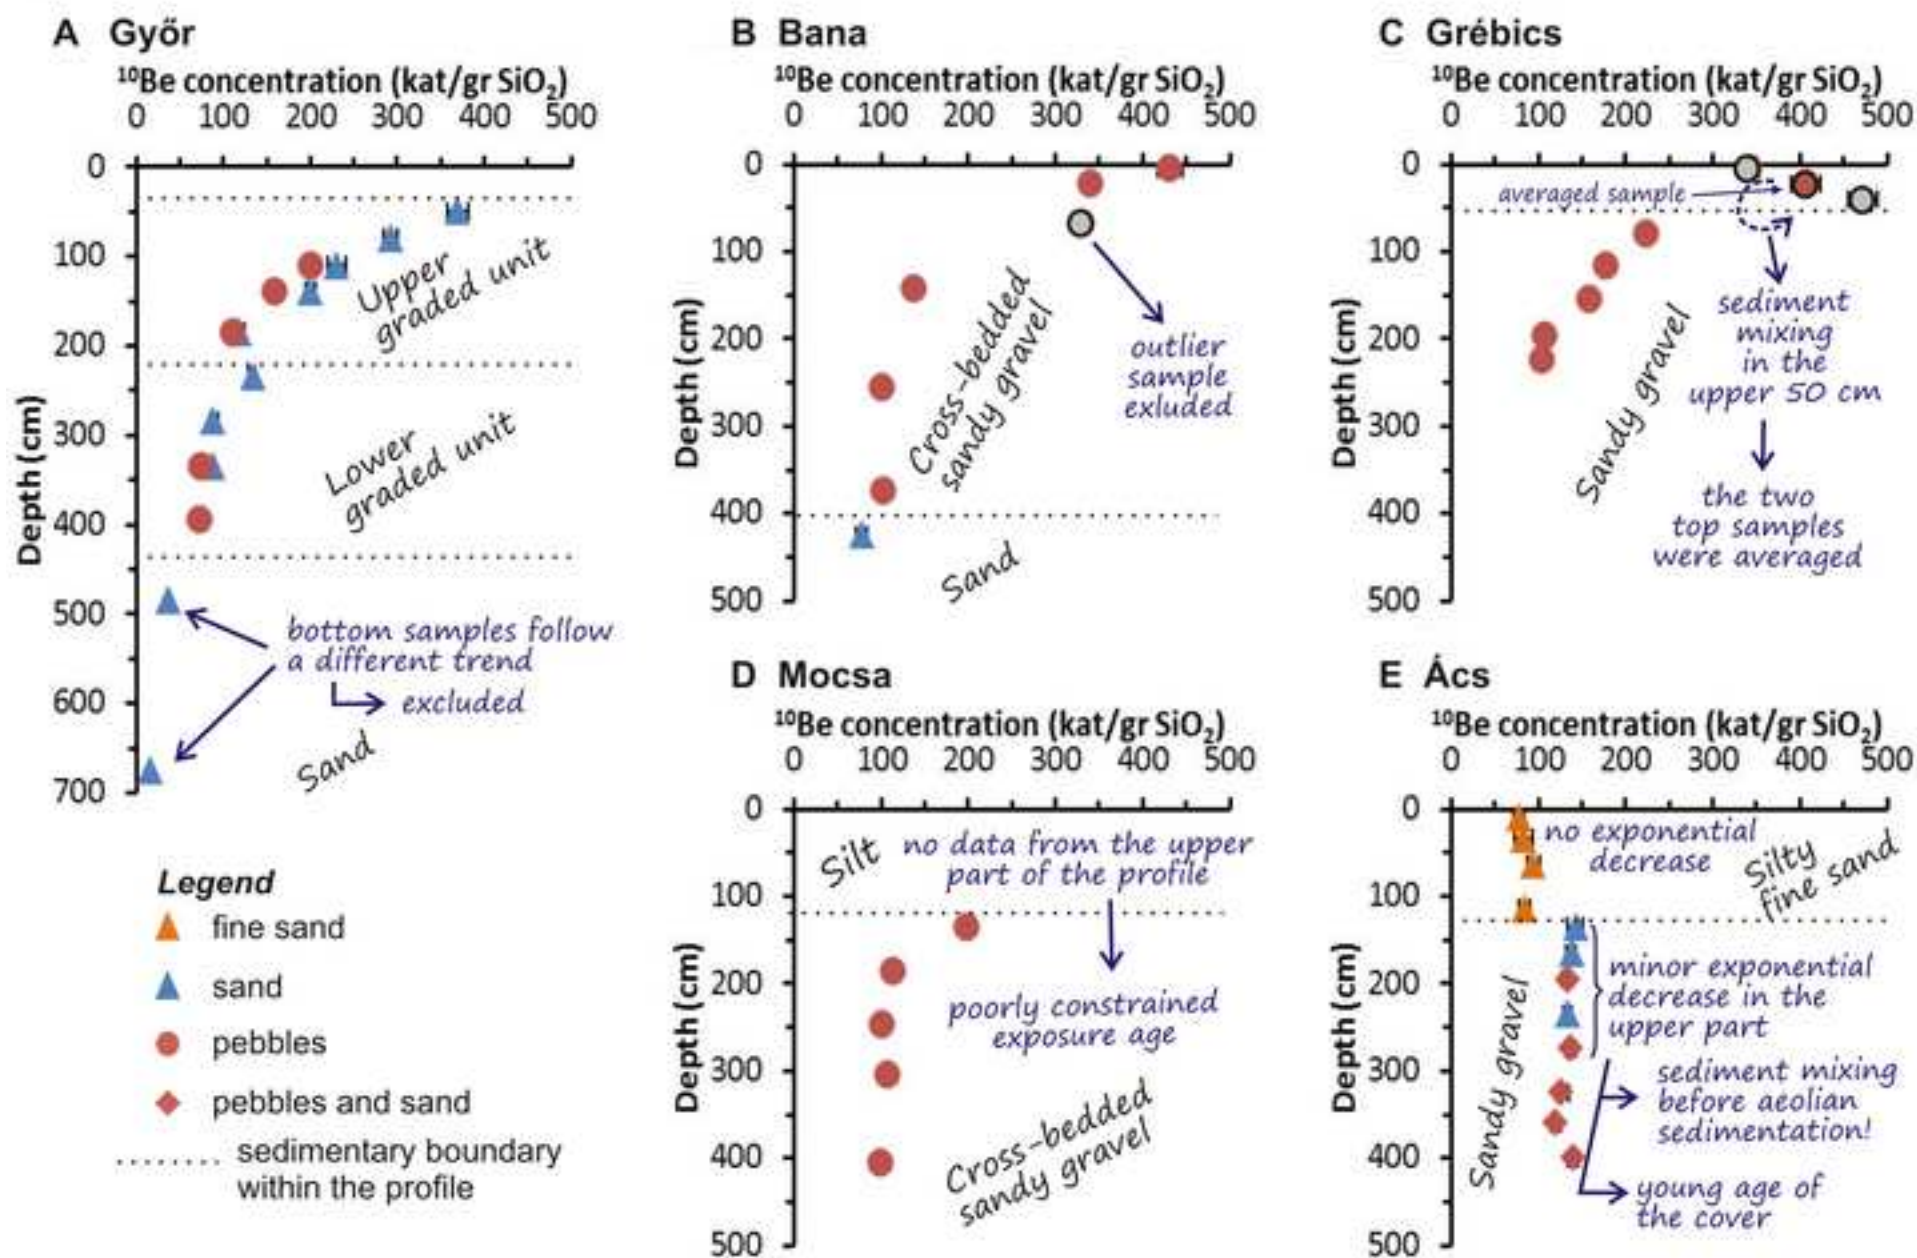 A Győr
¹⁰Be concentration (kat/gr SiO₂)
0 100 200 300 400 500
0
100
200
300
400
500
600
700
Depth (cm)
Upper
graded unit
Lower
graded unit
bottom samples follow
a different trend
excluded
Sand
B Bana
¹⁰Be concentration (kat/gr SiO₂)
0 100 200 300 400 500
0
100
200
300
400
500
Depth (cm)
Cross-bedded
sandy gravel
outlier
sample
exluded
Sand
C Grébics
¹⁰Be concentration (kat/gr SiO₂)
0 100 200 300 400 500
0
100
200
300
400
500
Depth (cm)
averaged sample
Sandy gravel
sediment
mixing
in the
upper 50 cm
the two
top samples
were averaged
Legend
fine sand
sand
pebbles
pebbles and sand
sedimentary boundary
within the profile
D Mocsa
¹⁰Be concentration (kat/gr SiO₂)
0 100 200 300 400 500
0
100
200
300
400
500
Depth (cm)
Silt
no data from the upper
part of the profile
poorly constrained
exposure age
Cross-bedded
sandy gravel
E Ács
¹⁰Be concentration (kat/gr SiO₂)
0 100 200 300 400 500
0
100
200
300
400
500
Depth (cm)
no exponential
decrease
Silty
fine sand
Sandy gravel
minor exponential
decrease in the
upper part
sediment mixing
before aeolian
sedimentation!
young age of
the cover